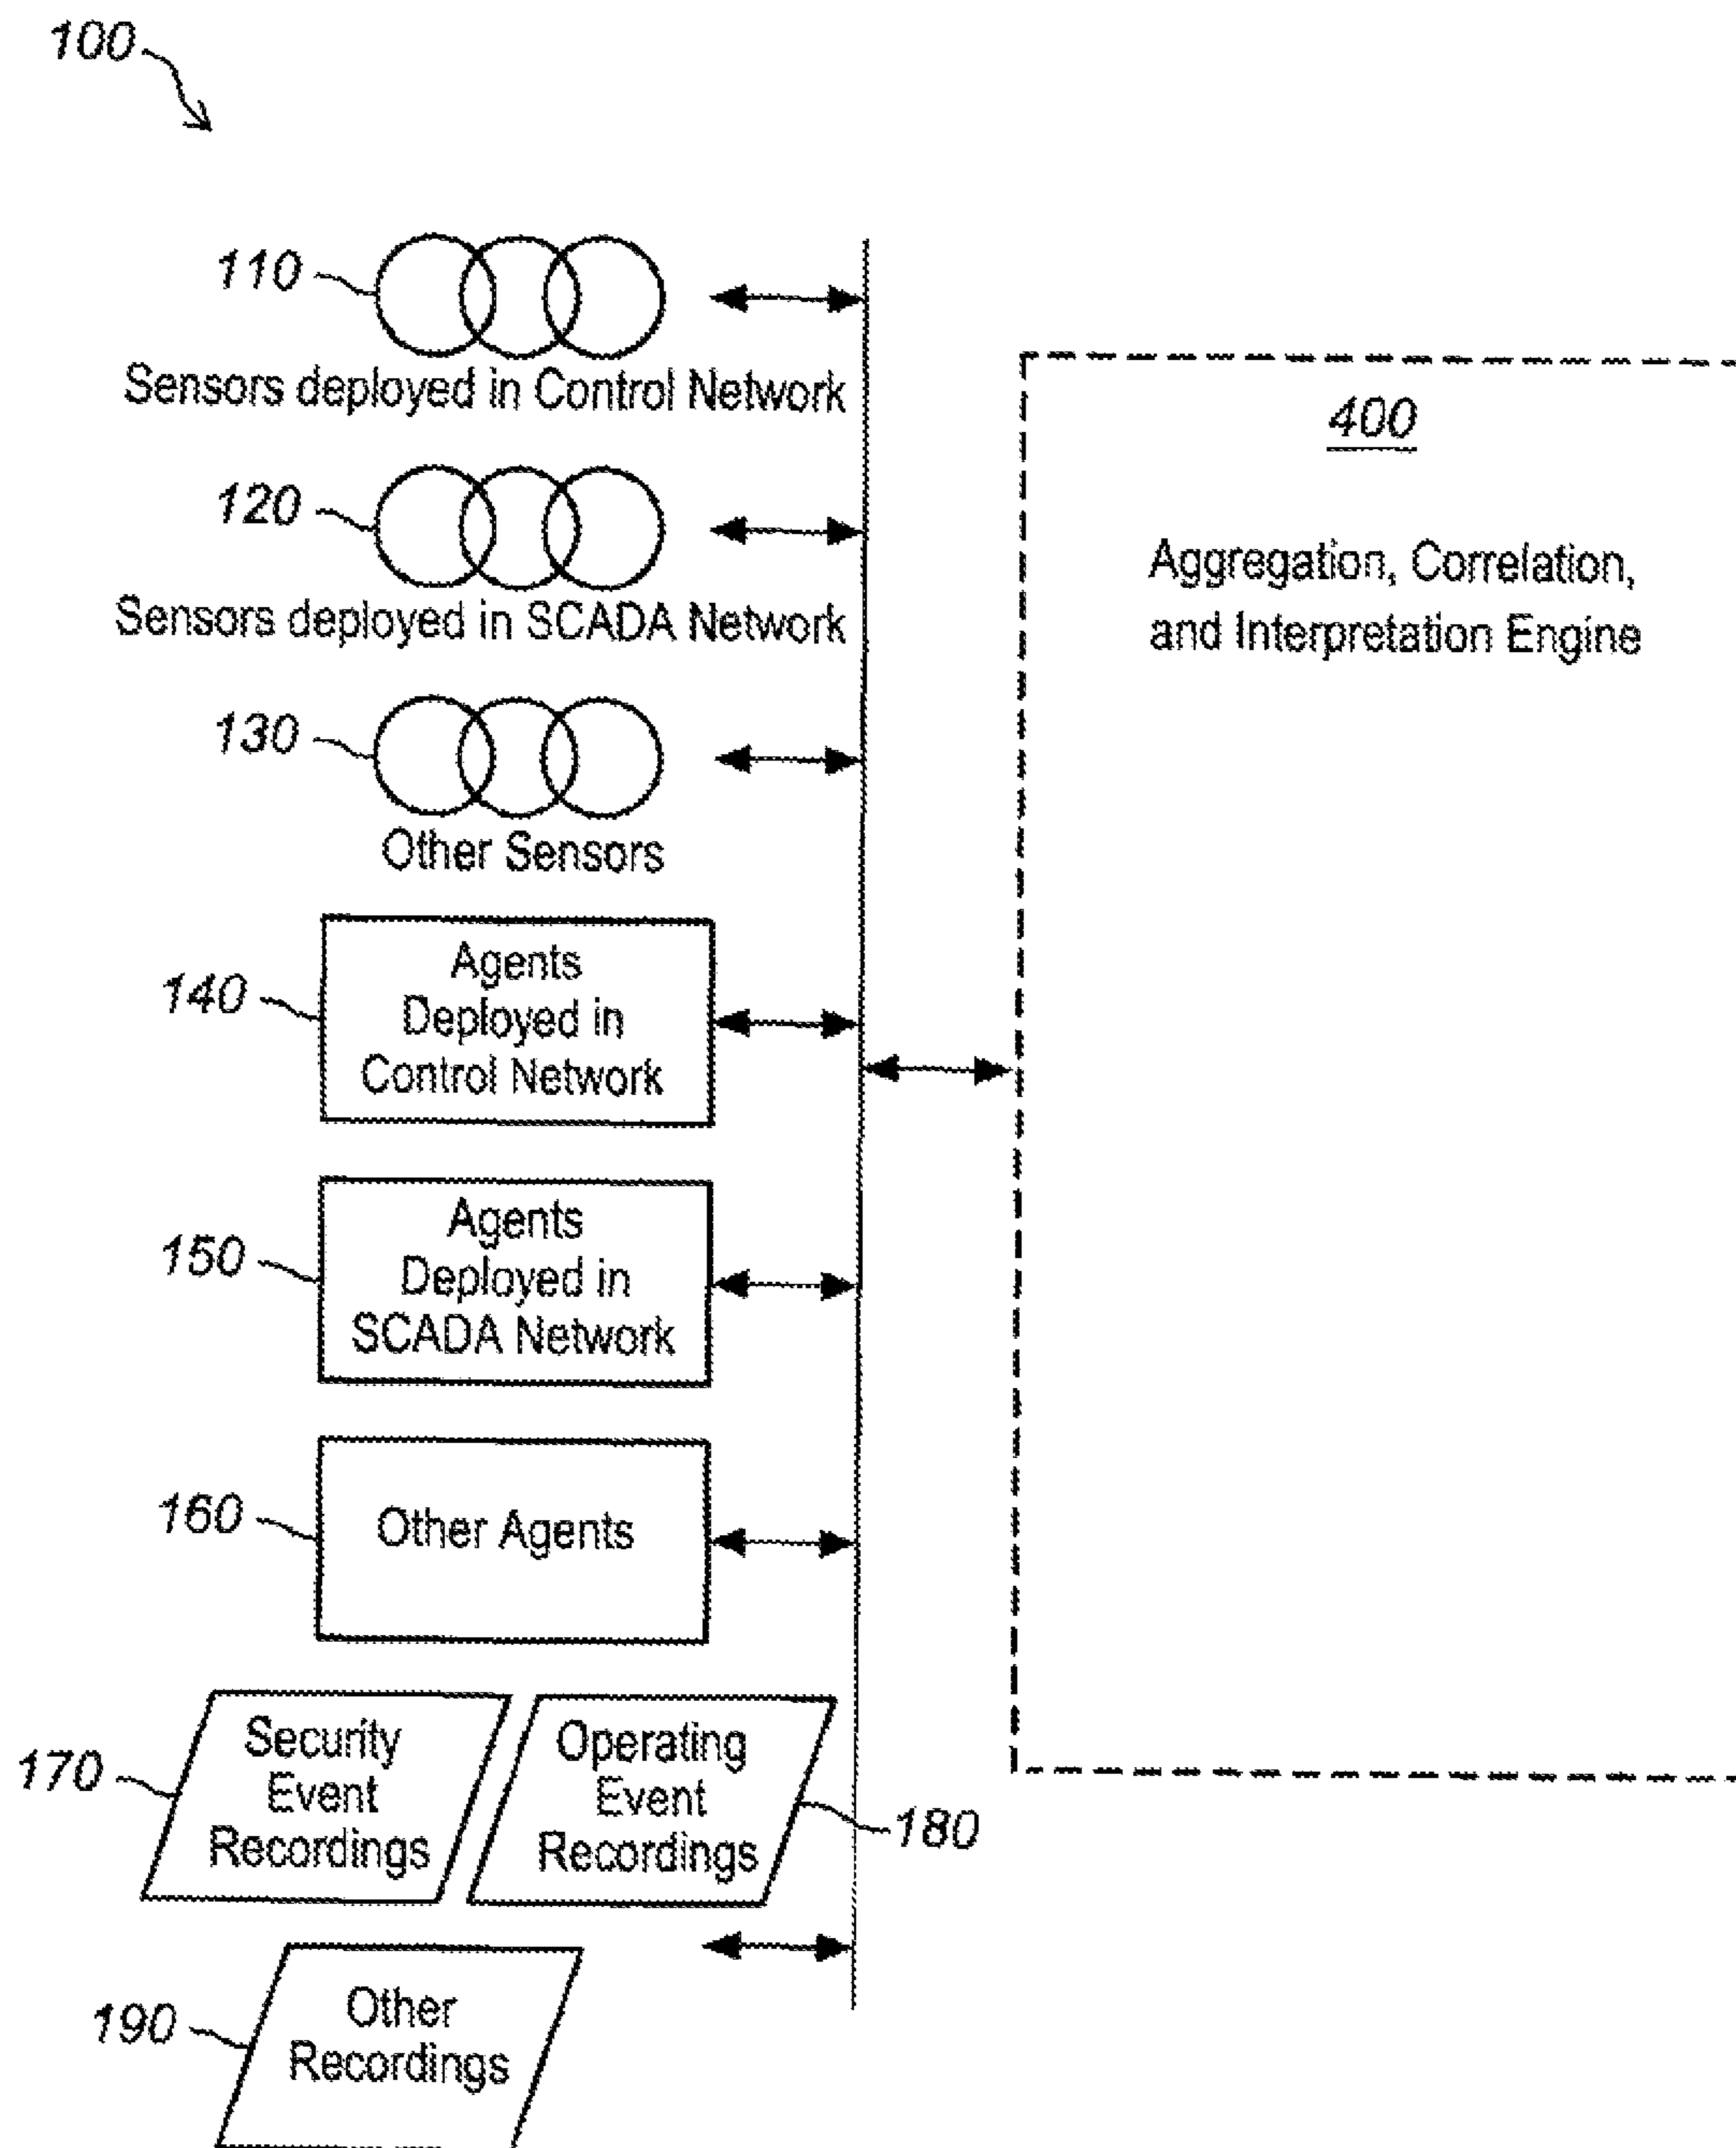 100
110
Sensors deployed in Control Network
400
120
Aggregation, Correlation,
and Interpretation Engine
Sensors deployed in SCADA Network
130
Other Sensors
140
Agents
Deployed in
Control Network
150
Agents
Deployed in
SCADA Network
160
Other Agents
170
Security
Event
Recordings
Operating
Event
Recordings
180
190
Other
Recordings